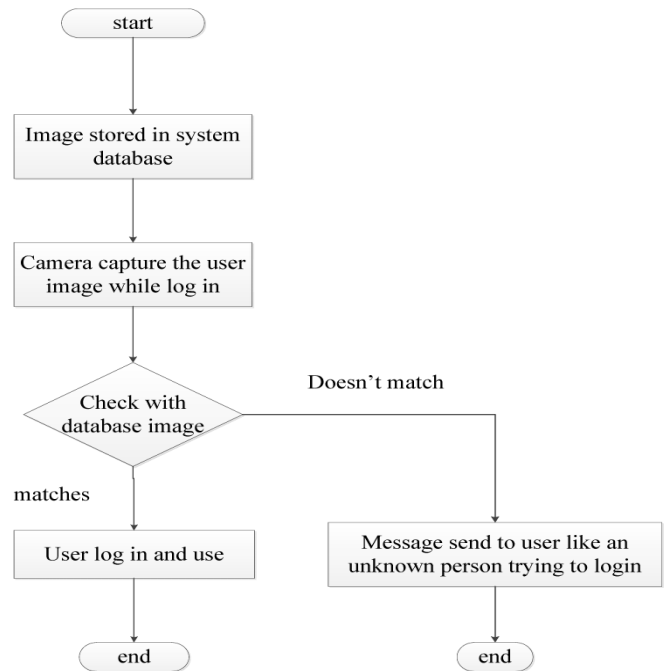 start
Image stored in system
database
Camera capture the user
image while log in
Doesn’t match
Check with
database image
matches
User log in and use
Message send to user like an
unknown person trying to login
end
end